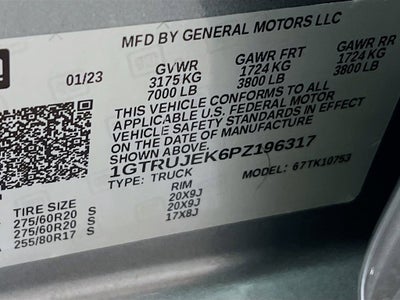 MFD BY GENERAL MOTORS LLC
01/23 GVWR GAWR FRT GAWR RR
3175 KG 1724 KG 1724 KG
7000 LB 3800 LB 3800 LB
THIS VEHICLE CONFORMS TO ALL
APPLICABLE U.S. FEDERAL MOTOR
VEHICLE SAFETY STANDARDS IN EFFECT
ON THE DATE OF MANUFACTURE
SHOWN ABOVE.
1GTRUJEK6PZ196317
TYPE: TRUCK 67TK10753
TIRE SIZE RIM
275/60R20 S 20X9J
275/60R20 S 20X9J
255/80R17 S 17X8J